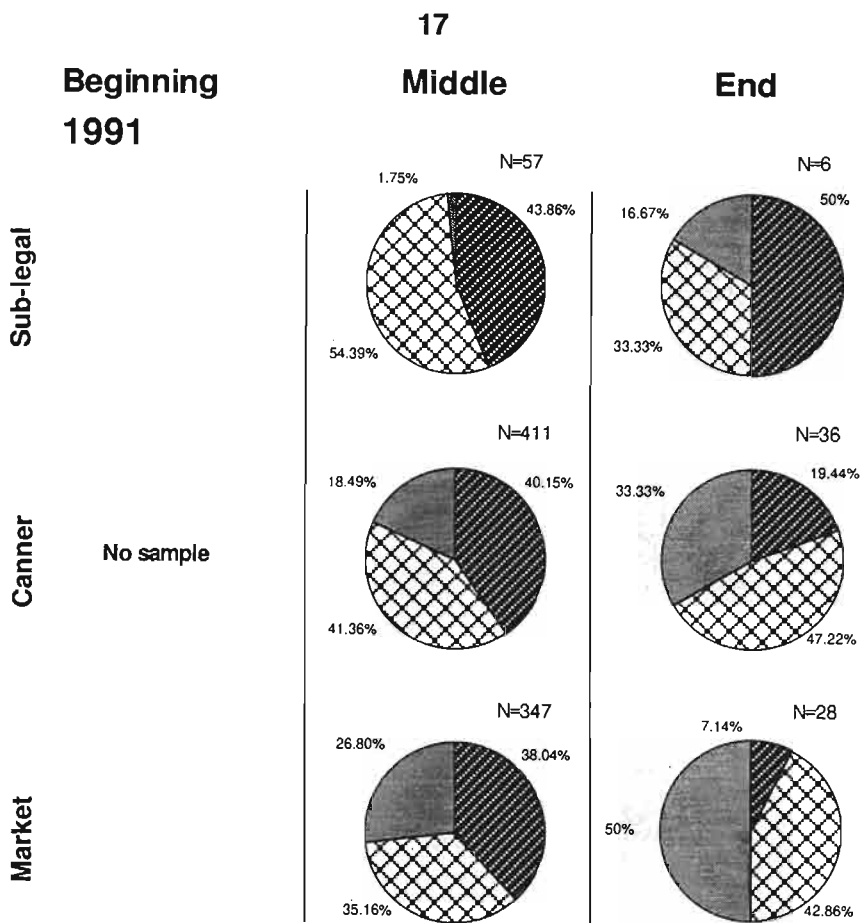 17
Beginning Middle End
1991
Sub-legal
N=57
1.75%
43.86%
54.39%
N=6
50%
16.67%
33.33%
Canner
No sample
N=411
18.49%
40.15%
41.36%
N=36
19.44%
33.33%
47.22%
Market
N=347
26.80%
38.04%
35.16%
N=28
7.14%
50%
42.86%